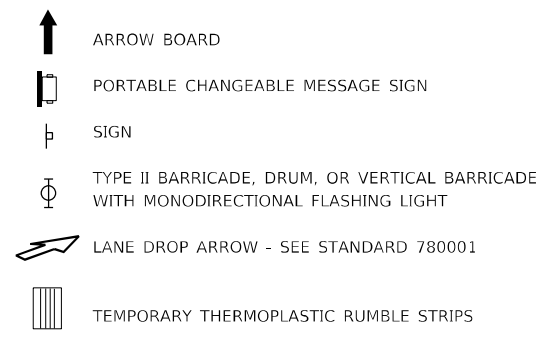 ARROW BOARD
PORTABLE CHANGEABLE MESSAGE SIGN
SIGN
TYPE II BARRICADE, DRUM, OR VERTICAL BARRICADE
WITH MONODIRECTIONAL FLASHING LIGHT
LANE DROP ARROW - SEE STANDARD 780001
TEMPORARY THERMOPLASTIC RUMBLE STRIPS